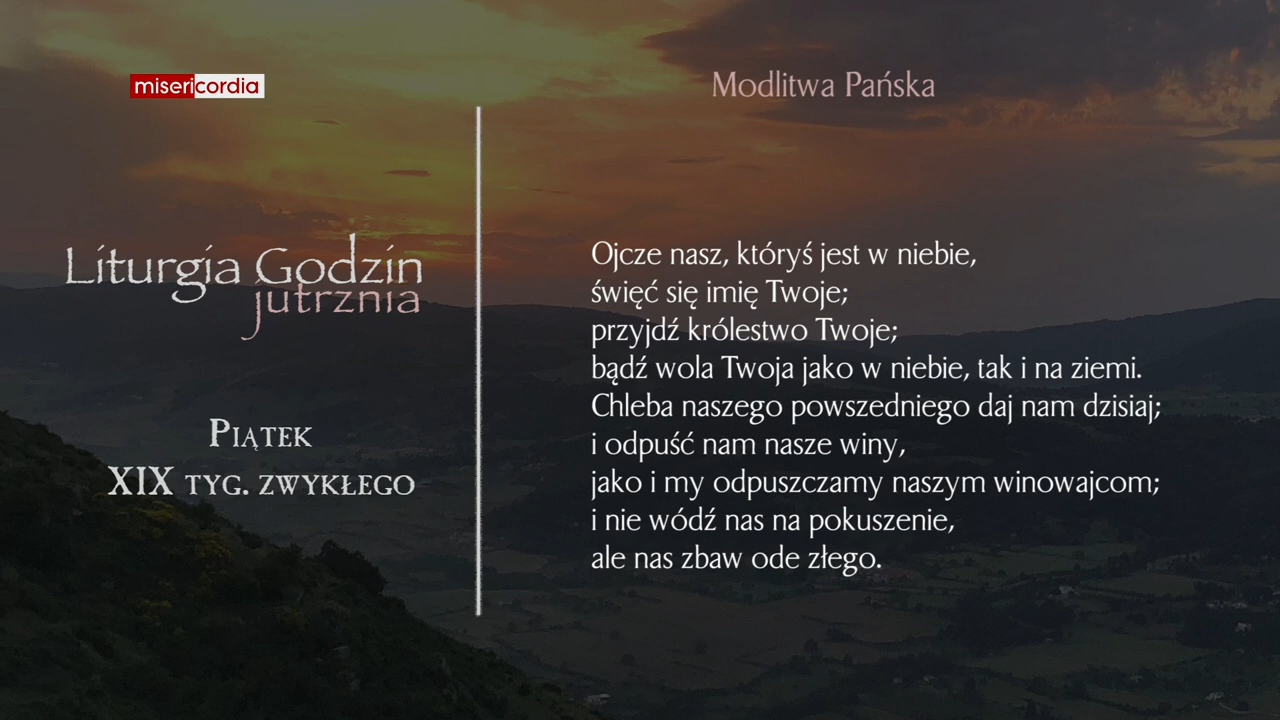 misericordia
Liturgia Godzin
jutrznia
Piątek
XIX tyg. zwykłego
Modlitwa Pańska
Ojcze nasz, któryś jest w niebie,
święć się imię Twoje;
przyjdź królestwo Twoje;
bądź wola Twoja jako w niebie, tak i na ziemi.
Chleba naszego powszedniego daj nam dzisiaj;
i odpuść nam nasze winy,
jako i my odpuszczamy naszym winowajcom;
i nie wódź nas na pokuszenie,
ale nas zbaw ode złego.